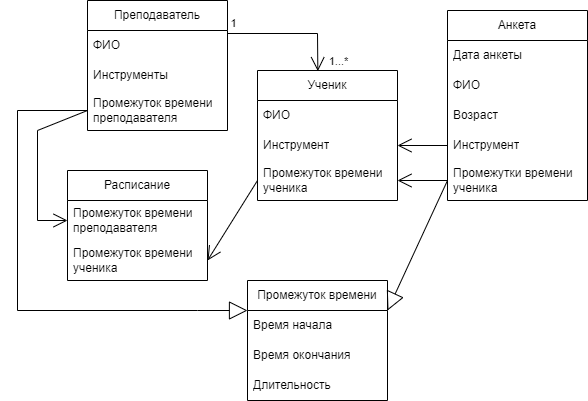 Преподаватель
ФИО
Инструменты
Промежуток времени
преподавателя
1
1...*
Анкета
Дата анкеты
ФИО
Возраст
Инструмент
Промежутки времени
ученика
Ученик
ФИО
Инструмент
Промежуток времени
ученика
Расписание
Промежуток времени
преподавателя
Промежуток времени
ученика
Промежуток времени
Время начала
Время окончания
Длительность